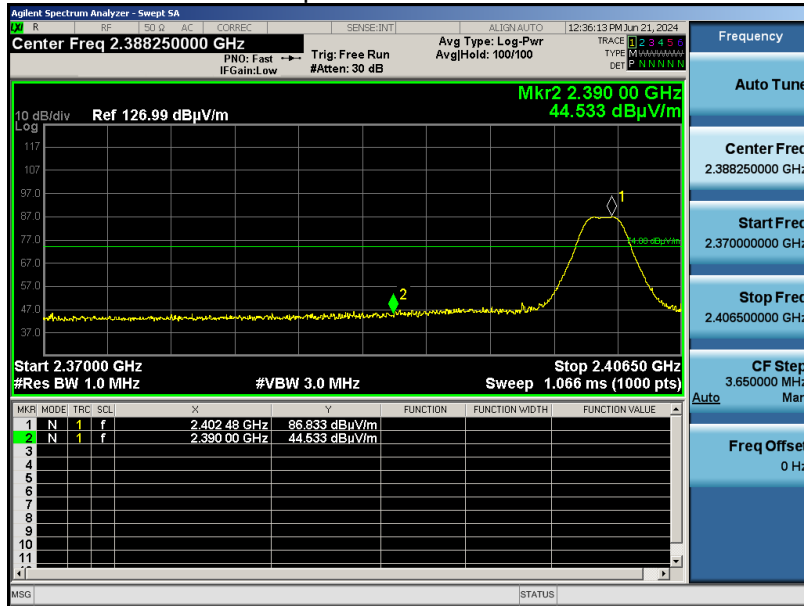 Agilent Spectrum Analyzer - Swept SA
LXI R RF 50 Ω AC CORREC SENSE:INT ALIGN AUTO 12:36:13 PM Jun 21, 2024
Center Freq 2.388250000 GHz
PNO: Fast
IFGain:Low
Trig: Free Run
#Atten: 30 dB
Avg Type: Log-Pwr
Avg|Hold: 100/100
TRACE 1 2 3 4 5 6
TYPE M
DET P N N N N N
Mkr2 2.390 00 GHz
44.533 dBµV/m
10 dB/div Ref 126.99 dBµV/m
Log
117
107
97.0
87.0
77.0
67.0
57.0
47.0
37.0
1
2
Start 2.37000 GHz Stop 2.40650 GHz
#Res BW 1.0 MHz #VBW 3.0 MHz Sweep 1.066 ms (1000 pts)
MKR MODE TRC SCL X Y FUNCTION FUNCTION WIDTH FUNCTION VALUE
1 N 1 f 2.402 48 GHz 86.833 dBµV/m
2 N 1 f 2.390 00 GHz 44.533 dBµV/m
3
4
5
6
7
8
9
10
11
MSG STATUS
Frequency
Auto Tune
Center Freq
2.388250000 GHz
Start Freq
2.370000000 GHz
Stop Freq
2.406500000 GHz
CF Step
3.650000 MHz
Auto Man
Freq Offset
0 Hz